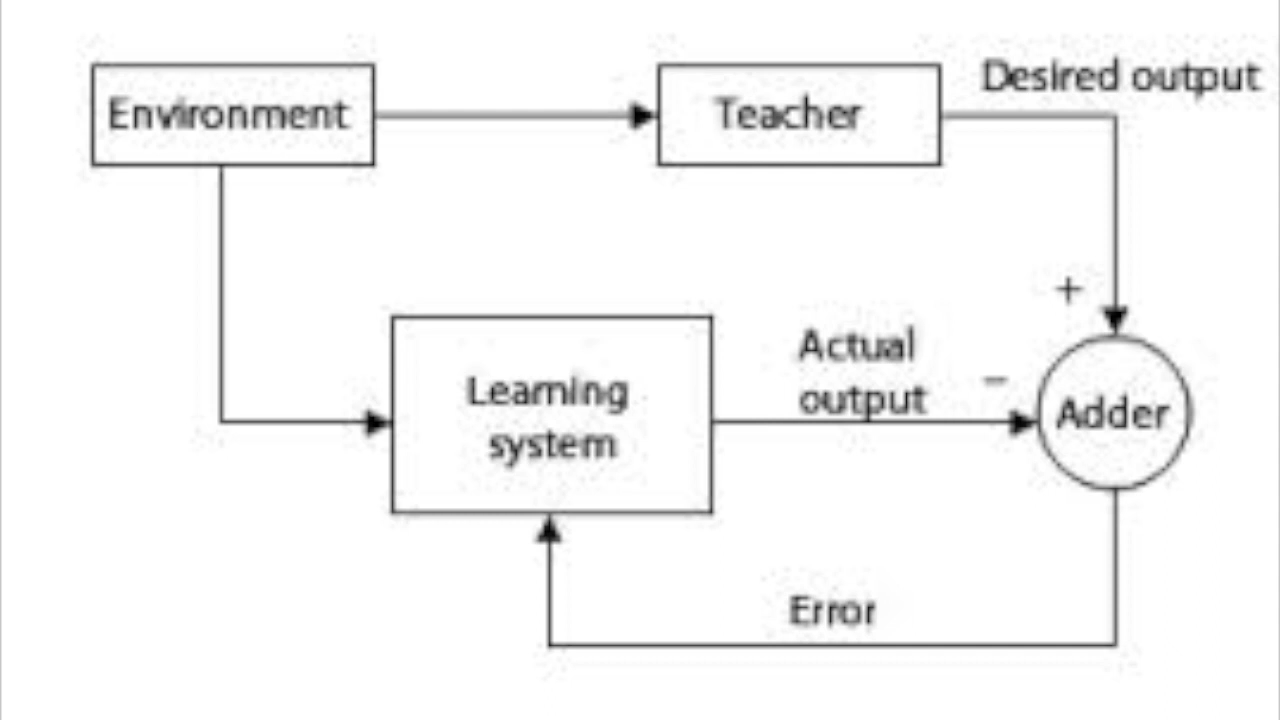 Environment
Teacher
Desired output
+
Actual
output
−
Learning
system
Adder
Error